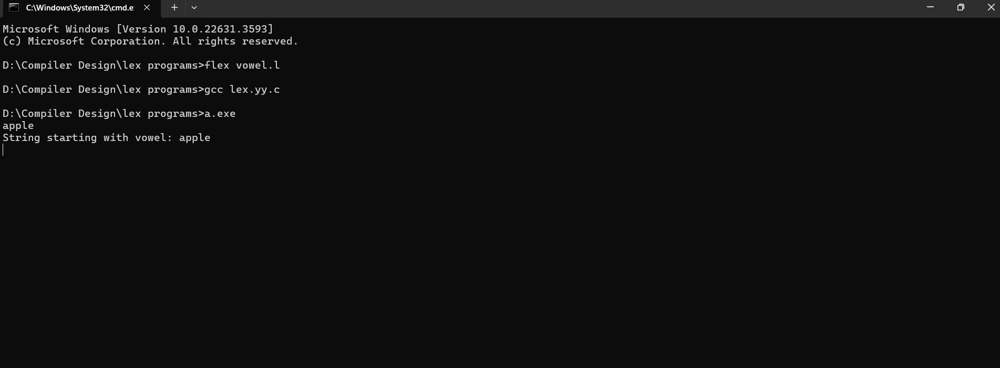 C:\Windows\System32\cmd.e
Microsoft Windows [Version 10.0.22631.3593]
(c) Microsoft Corporation. All rights reserved.
D:\Compiler Design\lex programs>flex vowel.l
D:\Compiler Design\lex programs>gcc lex.yy.c
D:\Compiler Design\lex programs>a.exe
apple
String starting with vowel: apple